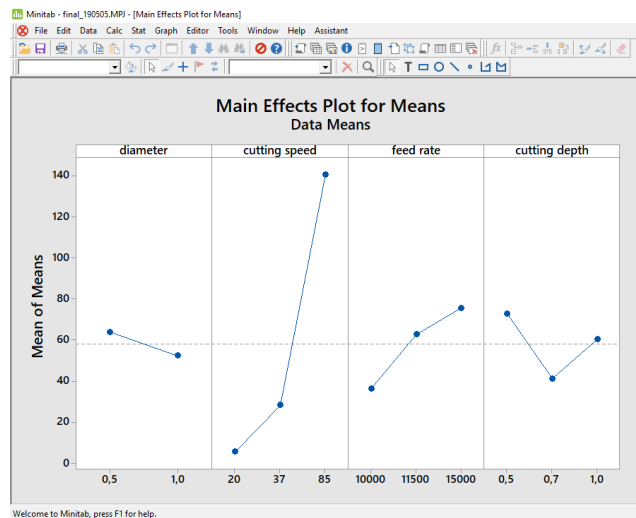 Minitab - final_190505.MPJ - [Main Effects Plot for Means]
File Edit Data Calc Stat Graph Editor Tools Window Help Assistant
Main Effects Plot for Means
Data Means
diameter cutting speed feed rate cutting depth
Mean of Means
140
120
100
80
60
40
20
0
0,5 1,0 20 37 85 10000 11500 15000 0,5 0,7 1,0
Welcome to Minitab, press F1 for help.